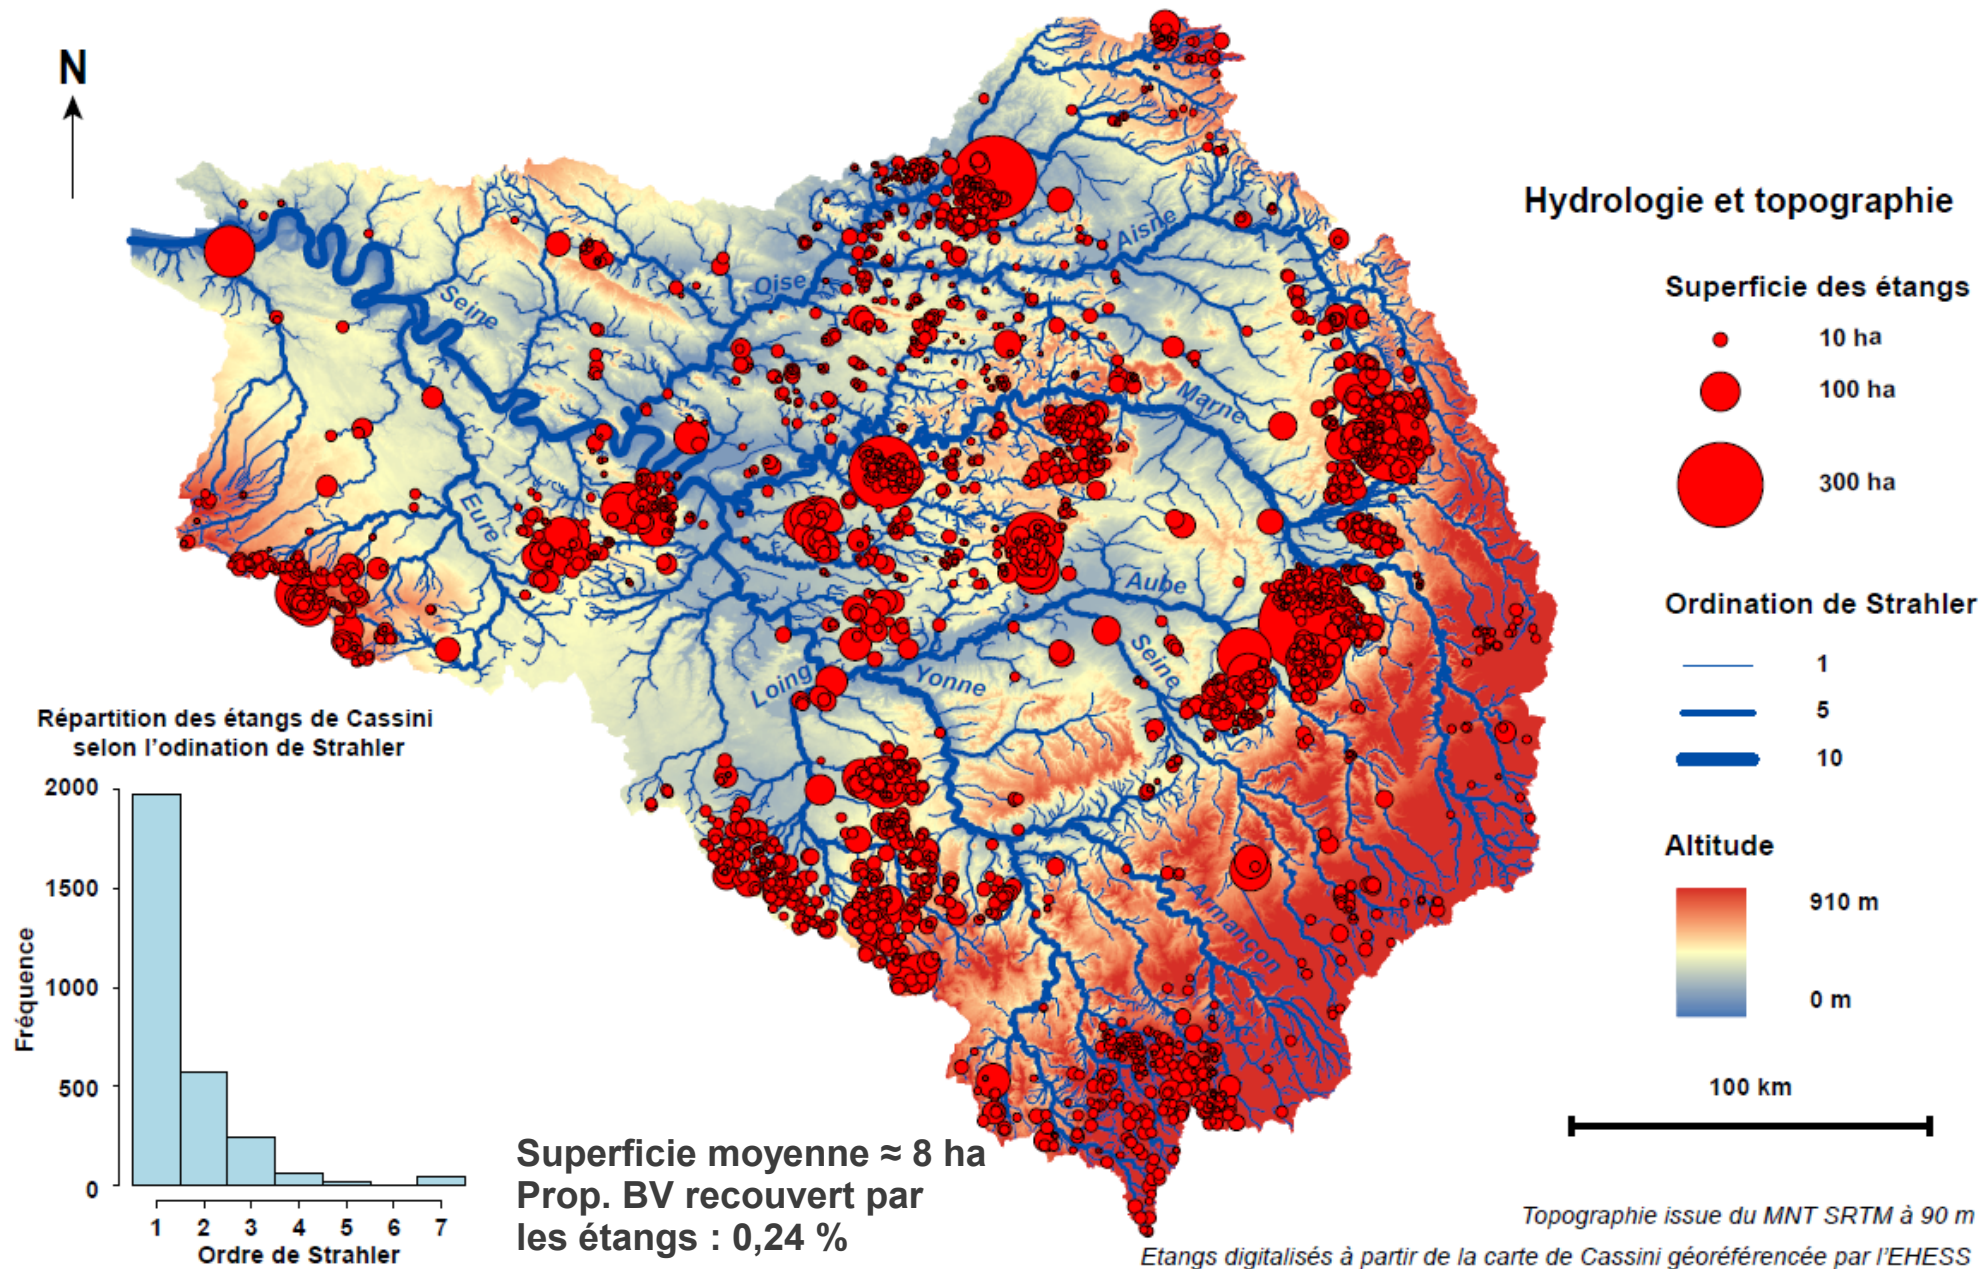 N
Hydrologie et topographie
Superficie des étangs
10 ha
100 ha
300 ha
Ordination de Strahler
1
5
10
Altitude
910 m
0 m
100 km
Seine
Oise
Aisne
Marne
Eure
Aube
Seine
Loing
Yonne
Armançon
Répartition des étangs de Cassini
selon l'odination de Strahler
2000
1500
1000
500
0
Fréquence
1 2 3 4 5 6 7
Ordre de Strahler
Superficie moyenne ≈ 8 ha
Prop. BV recouvert par
les étangs : 0,24 %
Topographie issue du MNT SRTM à 90 m
Etangs digitalisés à partir de la carte de Cassini géoréférencée par l'EHESS